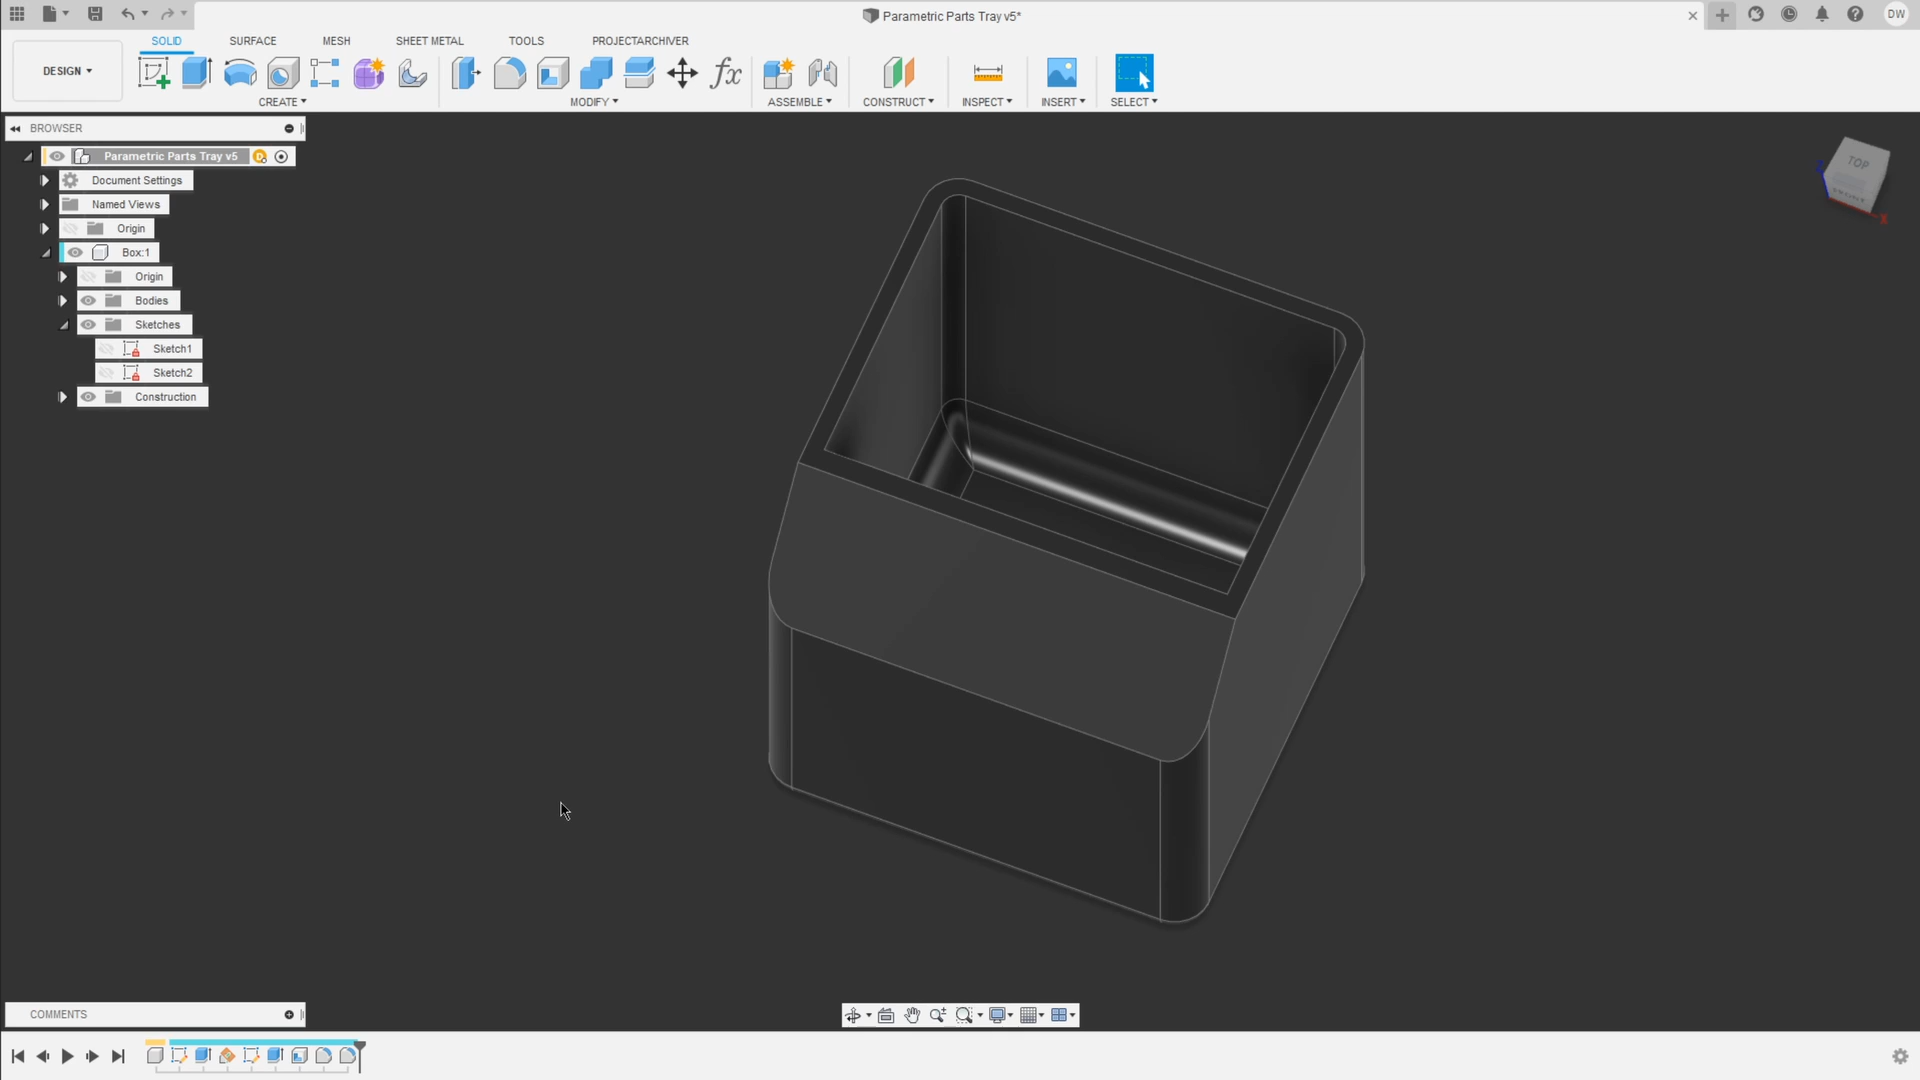 Parametric Parts Tray v5*
DW
DESIGN
SOLID
SURFACE
MESH
SHEET METAL
TOOLS
PROJECTARCHIVER
fx
CREATE
MODIFY
ASSEMBLE
CONSTRUCT
INSPECT
INSERT
SELECT
BROWSER
Parametric Parts Tray v5
Document Settings
Named Views
Origin
Box:1
Origin
Bodies
Sketches
Sketch1
Sketch2
Construction
TOP
FRONT
Z
X
COMMENTS